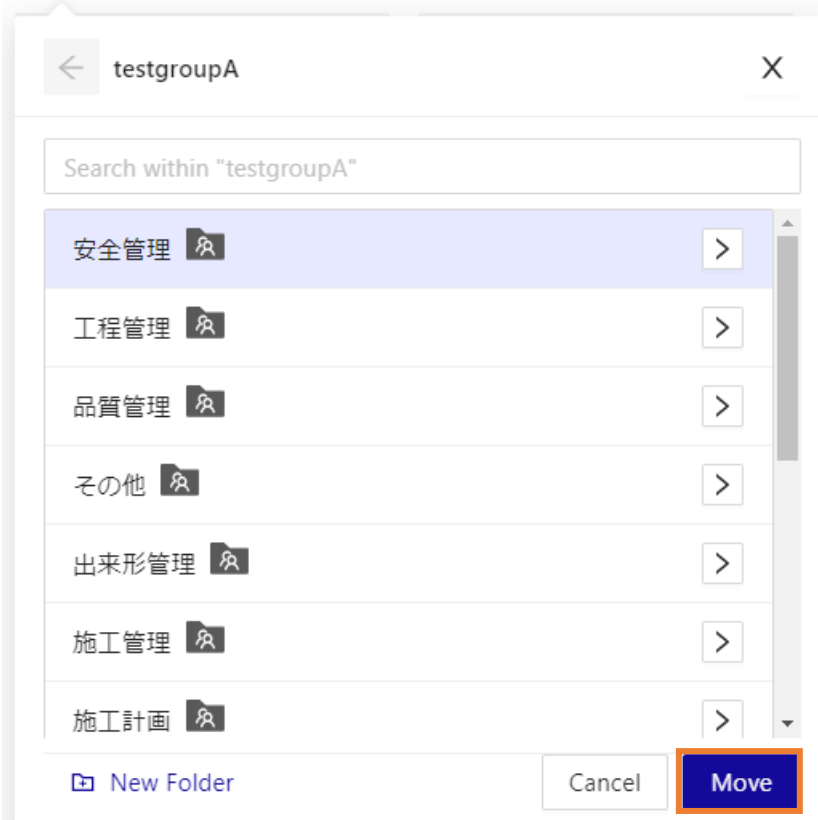 testgroupA
Search within "testgroupA"
安全管理
工程管理
品質管理
その他
出来形管理
施工管理
施工計画
New Folder
Cancel
Move